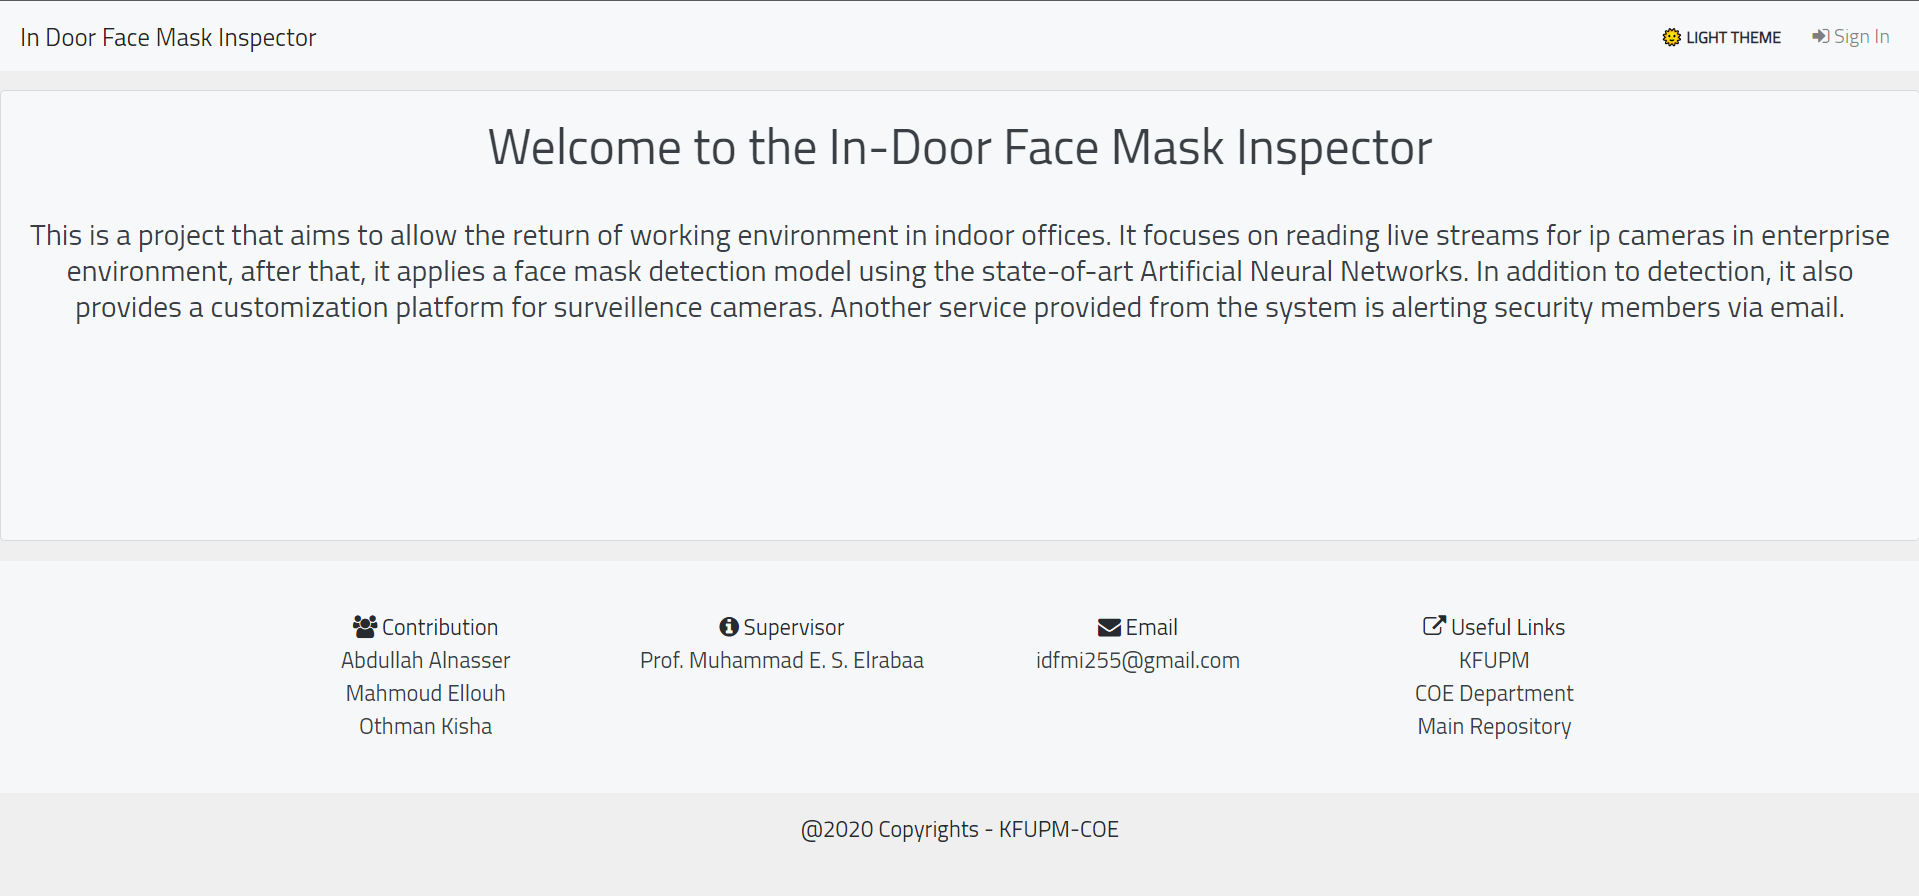 In Door Face Mask Inspector
LIGHT THEME
Sign In
Welcome to the In-Door Face Mask Inspector
This is a project that aims to allow the return of working environment in indoor offices. It focuses on reading live streams for ip cameras in enterprise
environment, after that, it applies a face mask detection model using the state-of-art Artificial Neural Networks. In addition to detection, it also
provides a customization platform for surveillence cameras. Another service provided from the system is alerting security members via email.
Contribution
Abdullah Alnasser
Mahmoud Ellouh
Othman Kisha
Supervisor
Prof. Muhammad E. S. Elrabaa
Email
idfmi255@gmail.com
Useful Links
KFUPM
COE Department
Main Repository
@2020 Copyrights - KFUPM-COE